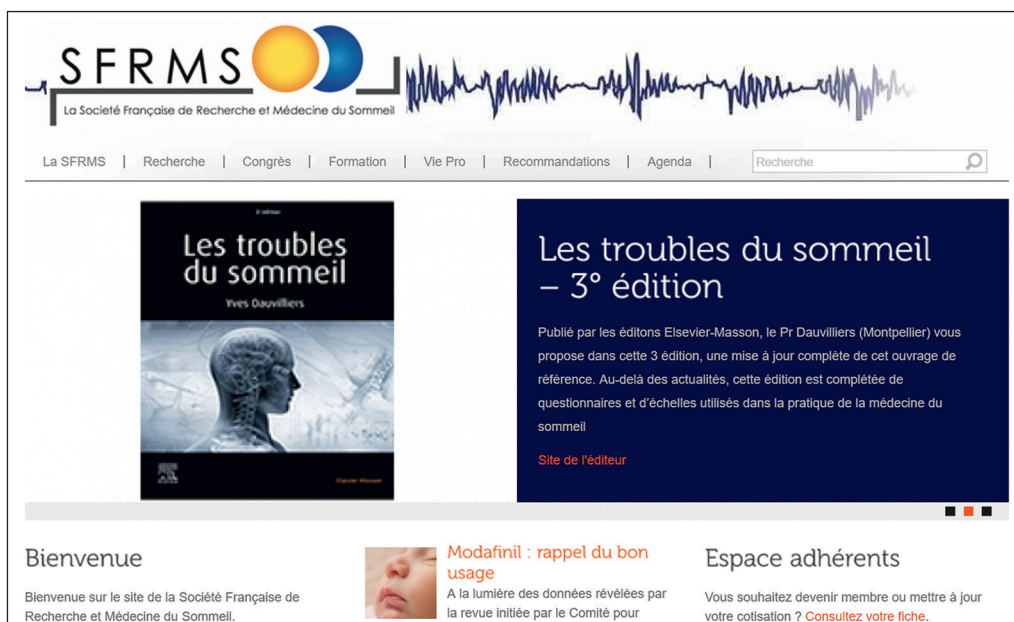 SFRMS
La Societé Française de Recherche et Médecine du Sommeil
La SFRMS | Recherche | Congrès | Formation | Vie Pro | Recommandations | Agenda |
Recherche
3ᵉ édition
Les troubles
du sommeil
Yves Dauvilliers
Elsevier Masson
Les troubles du sommeil
– 3° édition
Publié par les éditons Elsevier-Masson, le Pr Dauvilliers (Montpellier) vous
propose dans cette 3 édition, une mise à jour complète de cet ouvrage de
référence. Au-delà des actualités, cette édition est complétée de
questionnaires et d'échelles utilisés dans la pratique de la médecine du
sommeil
Site de l'éditeur
Bienvenue
Bienvenue sur le site de la Société Française de
Recherche et Médecine du Sommeil.
Modafinil : rappel du bon
usage
A la lumière des données révélées par
la revue initiée par le Comité pour
Espace adhérents
Vous souhaitez devenir membre ou mettre à jour
votre cotisation ? Consultez votre fiche.